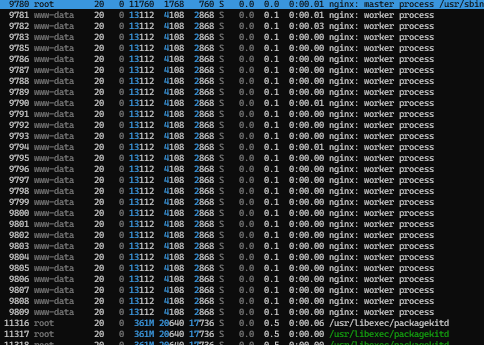 9780 root 20 0 11760 1768 760 S 0.0 0.0 0:00.01 nginx: master process /usr/sbin
9781 www-data 20 0 13112 4108 2868 S 0.0 0.1 0:00.01 nginx: worker process
9782 www-data 20 0 13112 4108 2868 S 0.0 0.1 0:00.03 nginx: worker process
9783 www-data 20 0 13112 4108 2868 S 0.0 0.1 0:00.00 nginx: worker process
9785 www-data 20 0 13112 4108 2868 S 0.0 0.1 0:00.00 nginx: worker process
9786 www-data 20 0 13112 4108 2868 S 0.0 0.1 0:00.00 nginx: worker process
9787 www-data 20 0 13112 4108 2868 S 0.0 0.1 0:00.00 nginx: worker process
9788 www-data 20 0 13112 4108 2868 S 0.0 0.1 0:00.00 nginx: worker process
9789 www-data 20 0 13112 4108 2868 S 0.0 0.1 0:00.00 nginx: worker process
9790 www-data 20 0 13112 4108 2868 S 0.0 0.1 0:00.01 nginx: worker process
9791 www-data 20 0 13112 4108 2868 S 0.0 0.1 0:00.00 nginx: worker process
9792 www-data 20 0 13112 4108 2868 S 0.0 0.1 0:00.00 nginx: worker process
9793 www-data 20 0 13112 4108 2868 S 0.0 0.1 0:00.00 nginx: worker process
9794 www-data 20 0 13112 4108 2868 S 0.0 0.1 0:00.01 nginx: worker process
9795 www-data 20 0 13112 4108 2868 S 0.0 0.1 0:00.00 nginx: worker process
9796 www-data 20 0 13112 4108 2868 S 0.0 0.1 0:00.00 nginx: worker process
9797 www-data 20 0 13112 4108 2868 S 0.0 0.1 0:00.00 nginx: worker process
9798 www-data 20 0 13112 4108 2868 S 0.0 0.1 0:00.00 nginx: worker process
9799 www-data 20 0 13112 4108 2868 S 0.0 0.1 0:00.00 nginx: worker process
9800 www-data 20 0 13112 4108 2868 S 0.0 0.1 0:00.00 nginx: worker process
9801 www-data 20 0 13112 4108 2868 S 0.0 0.1 0:00.00 nginx: worker process
9802 www-data 20 0 13112 4108 2868 S 0.0 0.1 0:00.00 nginx: worker process
9803 www-data 20 0 13112 4108 2868 S 0.0 0.1 0:00.00 nginx: worker process
9804 www-data 20 0 13112 4108 2868 S 0.0 0.1 0:00.00 nginx: worker process
9805 www-data 20 0 13112 4108 2868 S 0.0 0.1 0:00.00 nginx: worker process
9806 www-data 20 0 13112 4108 2868 S 0.0 0.1 0:00.00 nginx: worker process
9807 www-data 20 0 13112 4108 2868 S 0.0 0.1 0:00.00 nginx: worker process
9808 www-data 20 0 13112 4108 2868 S 0.0 0.1 0:00.00 nginx: worker process
9809 www-data 20 0 13112 4108 2868 S 0.0 0.1 0:00.00 nginx: worker process
11316 root 20 0 361M 20640 17736 S 0.0 0.5 0:00.06 /usr/libexec/packagekitd
11317 root 20 0 361M 20640 17736 S 0.0 0.5 0:00.00 /usr/libexec/packagekitd
11318 root 20 0 361M 20640 17736 S 0.0 0.5 0:00.00 /usr/libexec/packagekitd